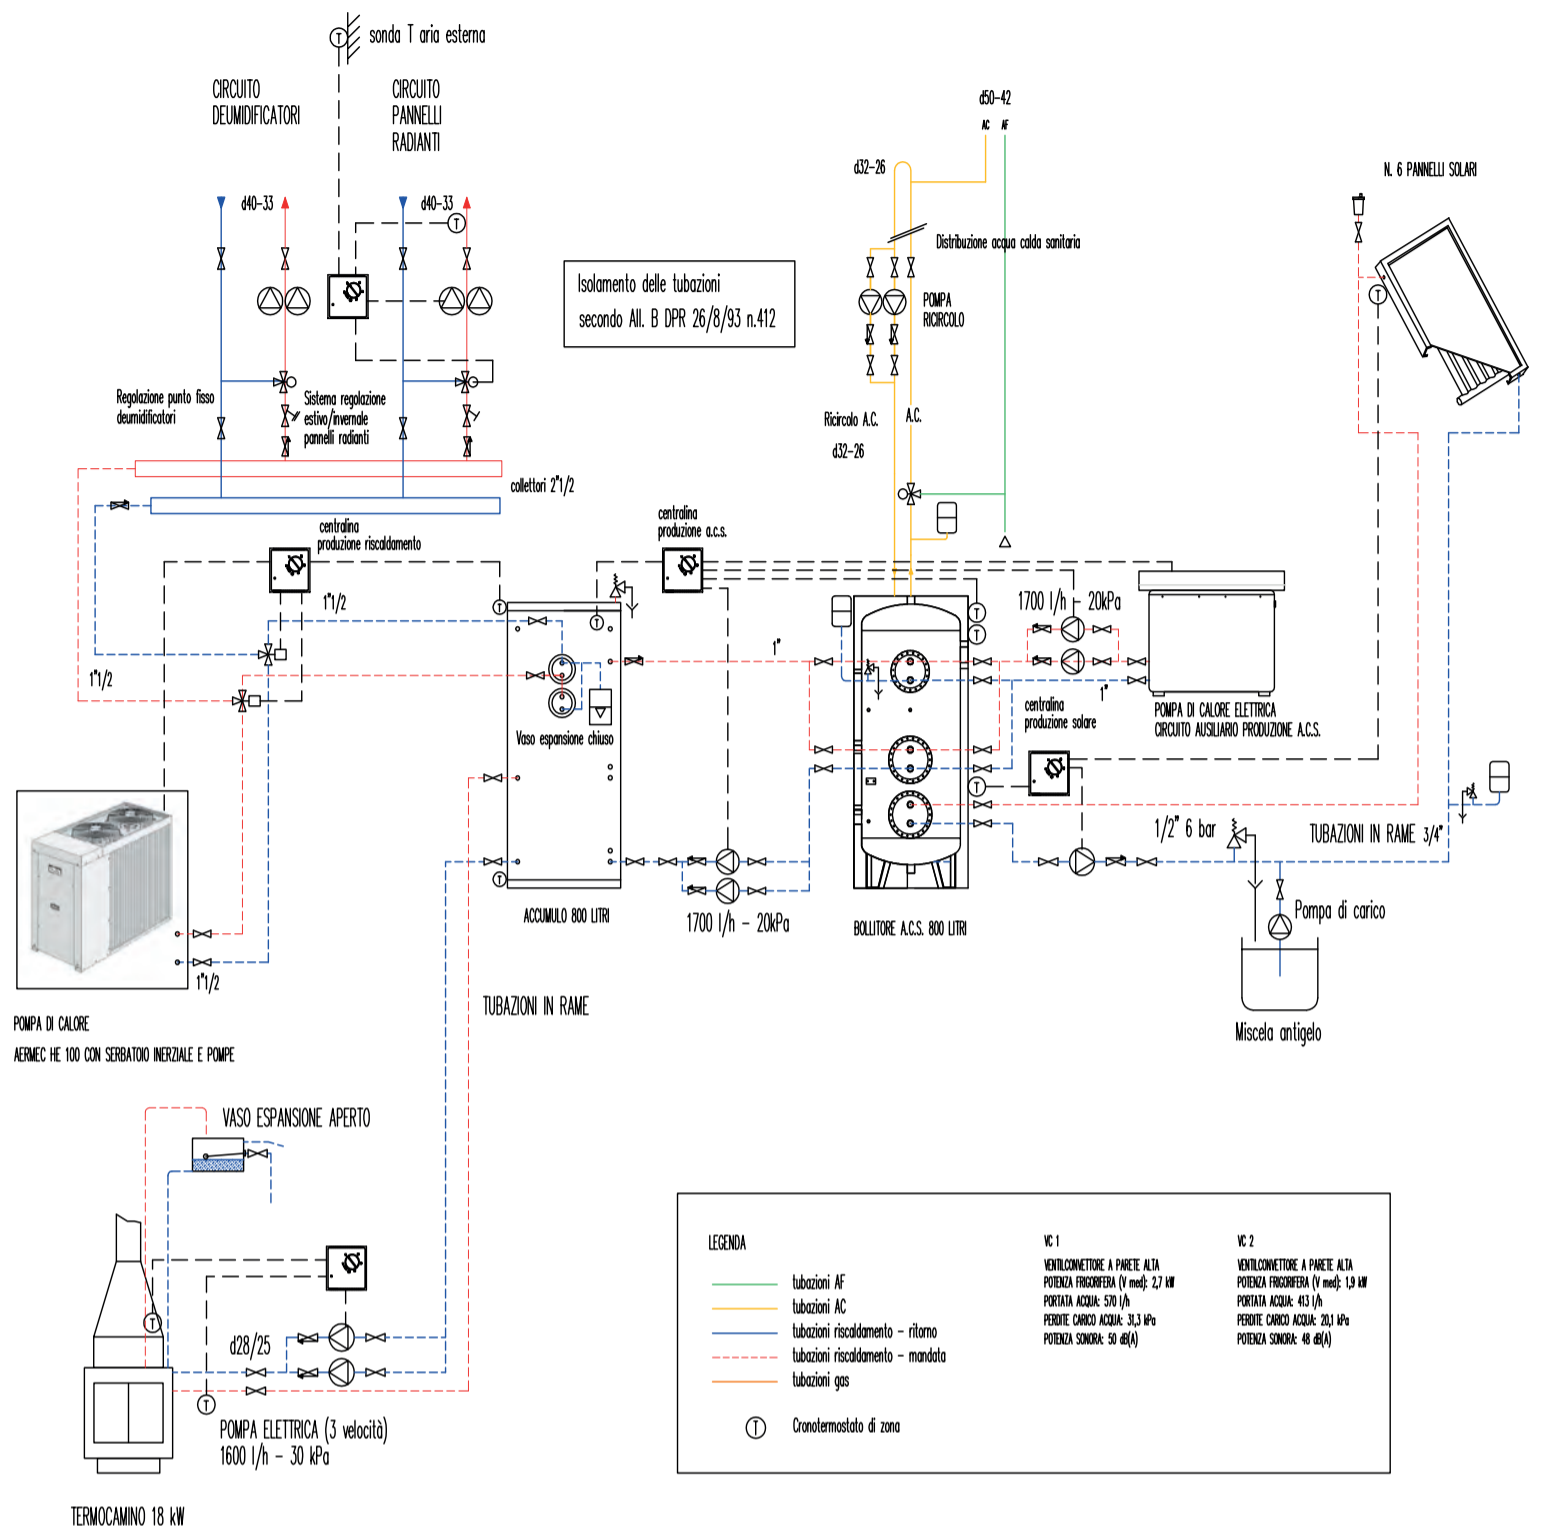 sonda T aria esterna
CIRCUITO
DEUMIDIFICATORI
CIRCUITO
PANNELLI
RADIANTI
d40-33
d40-33
T
T
Isolamento delle tubazioni
secondo All. B DPR 26/8/93 n.412
d50-42
AC AF
d32-26
Distribuzione acqua calda sanitaria
POMPA
RICIRCOLO
N. 6 PANNELLI SOLARI
T
Regolazione punto fisso
deumidificatori
Sistema regolazione
estivo/invernale
pannelli radianti
Ricircolo A.C.
A.C.
d32-26
collettori 2"1/2
centralina
produzione riscaldamento
centralina
produzione a.c.s.
1"1/2
1"1/2
T
T
1"
T
T
1700 l/h - 20kPa
1"
centralina
produzione solare
POMPA DI CALORE ELETTRICA
CIRCUITO AUSILIARIO PRODUZIONE A.C.S.
Vaso espansione chiuso
T
T
1/2" 6 bar
TUBAZIONI IN RAME 3/4"
ACCUMULO 800 LITRI
1700 l/h - 20kPa
BOLLITORE A.C.S. 800 LITRI
Pompa di carico
Miscela antigelo
1"1/2
TUBAZIONI IN RAME
POMPA DI CALORE
AERMEC HE 100 CON SERBATOIO INERZIALE E POMPE
VASO ESPANSIONE APERTO
T
d28/25
T
POMPA ELETTRICA (3 velocità)
1600 l/h - 30 kPa
TERMOCAMINO 18 kW
LEGENDA
tubazioni AF
tubazioni AC
tubazioni riscaldamento - ritorno
tubazioni riscaldamento - mandata
tubazioni gas
T Cronotermostato di zona
VC 1
VENTILCONVETTORE A PARETE ALTA
POTENZA FRIGORIFERA (V med): 2,7 kW
PORTATA ACQUA: 570 l/h
PERDITE CARICO ACQUA: 31,3 kPa
POTENZA SONORA: 50 dB(A)
VC 2
VENTILCONVETTORE A PARETE ALTA
POTENZA FRIGORIFERA (V med): 1,9 kW
PORTATA ACQUA: 413 l/h
PERDITE CARICO ACQUA: 20,1 kPa
POTENZA SONORA: 48 dB(A)